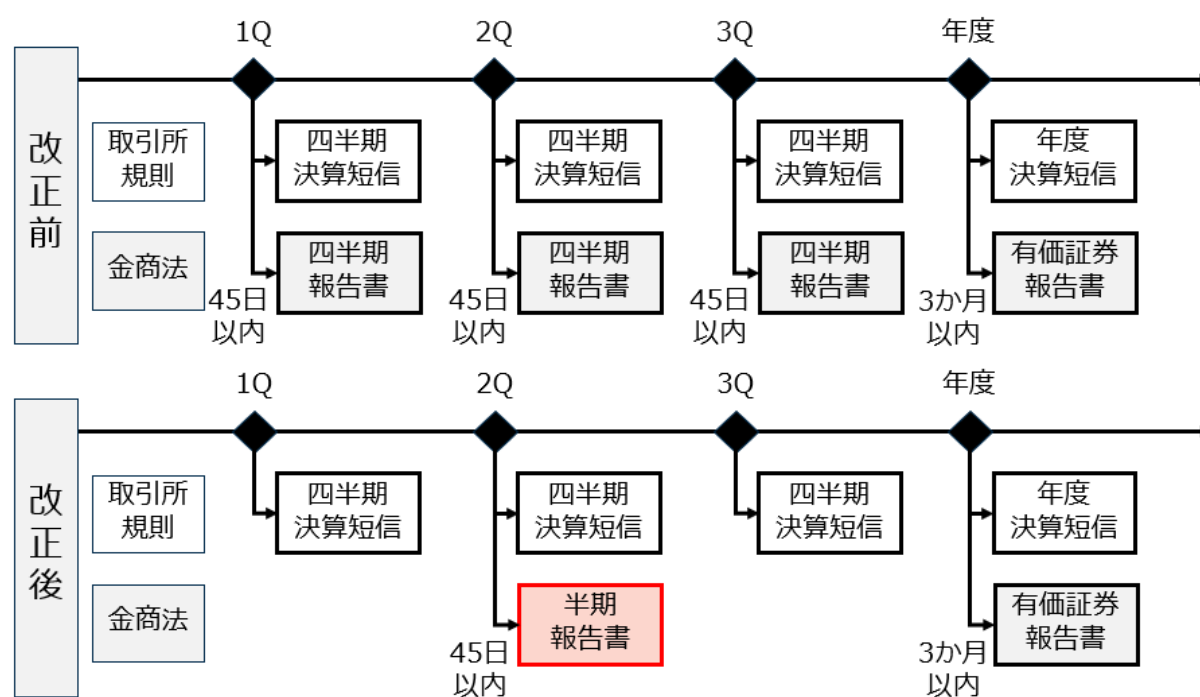 1Q
2Q
3Q
年度
改正前
取引所
規則
四半期
決算短信
四半期
決算短信
四半期
決算短信
年度
決算短信
金商法
四半期
報告書
四半期
報告書
四半期
報告書
有価証券
報告書
45日
以内
45日
以内
45日
以内
3か月
以内
1Q
2Q
3Q
年度
改正後
取引所
規則
四半期
決算短信
四半期
決算短信
四半期
決算短信
年度
決算短信
金商法
半期
報告書
有価証券
報告書
45日
以内
3か月
以内